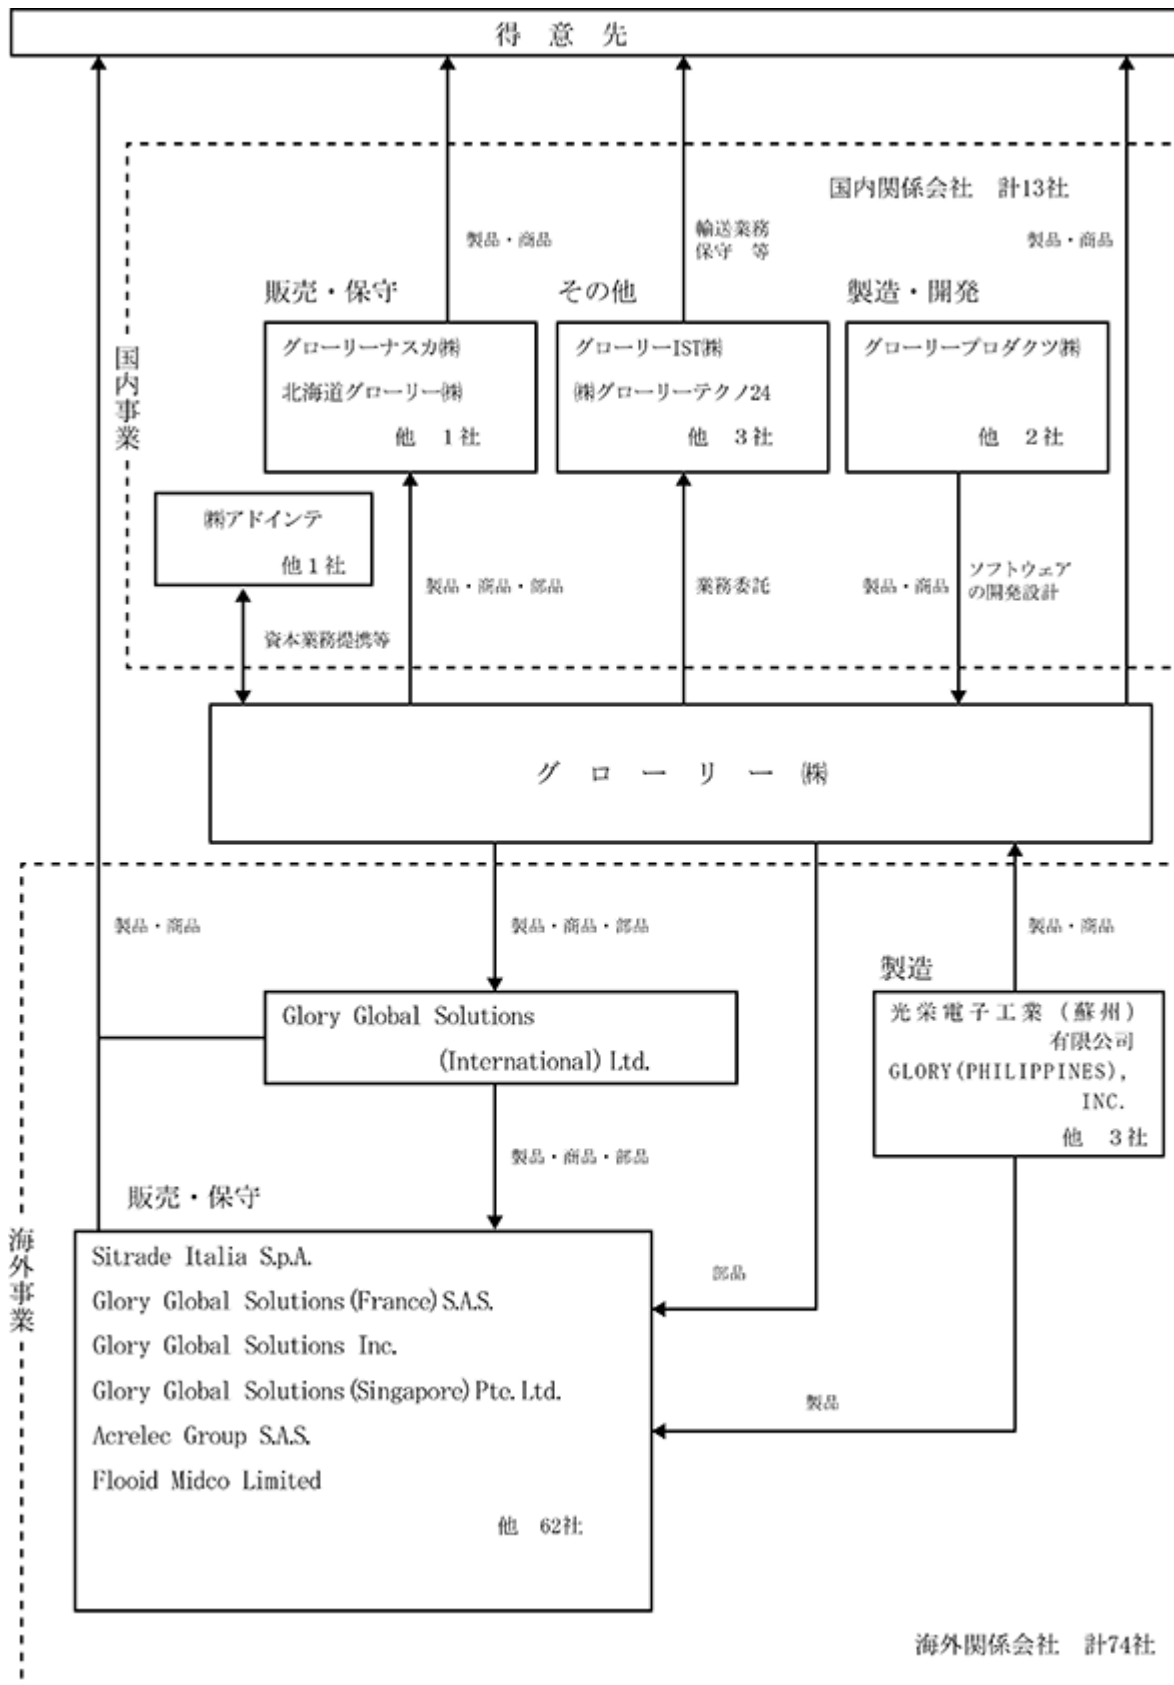 得 意 先
国内関係会社 計13社
製品・商品
輸送業務
保守 等
製品・商品
販売・保守
その他
製造・開発
国内事業
グローリーナスカ㈱
北海道グローリー㈱
他 1社
グローリーIST㈱
㈱グローリーテクノ24
他 3社
グロ－リープロダクツ㈱
他 2社
㈱アドインテ
他1社
資本業務提携等
製品・商品・部品
業務委託
製品・商品
ソフトウェア
の開発設計
グ ロ ー リ ー ㈱
製品・商品
製品・商品・部品
製品・商品
製造
Glory Global Solutions
(International) Ltd.
光栄電子工業（蘇州）
有限公司
GLORY(PHILIPPINES),
INC.
他 3社
製品・商品・部品
販売・保守
海外事業
Sitrade Italia S.p.A.
Glory Global Solutions (France) S.A.S.
Glory Global Solutions Inc.
Glory Global Solutions (Singapore) Pte. Ltd.
Acrelec Group S.A.S.
Flooid Midco Limited
他 62社
部品
製品
海外関係会社 計74社